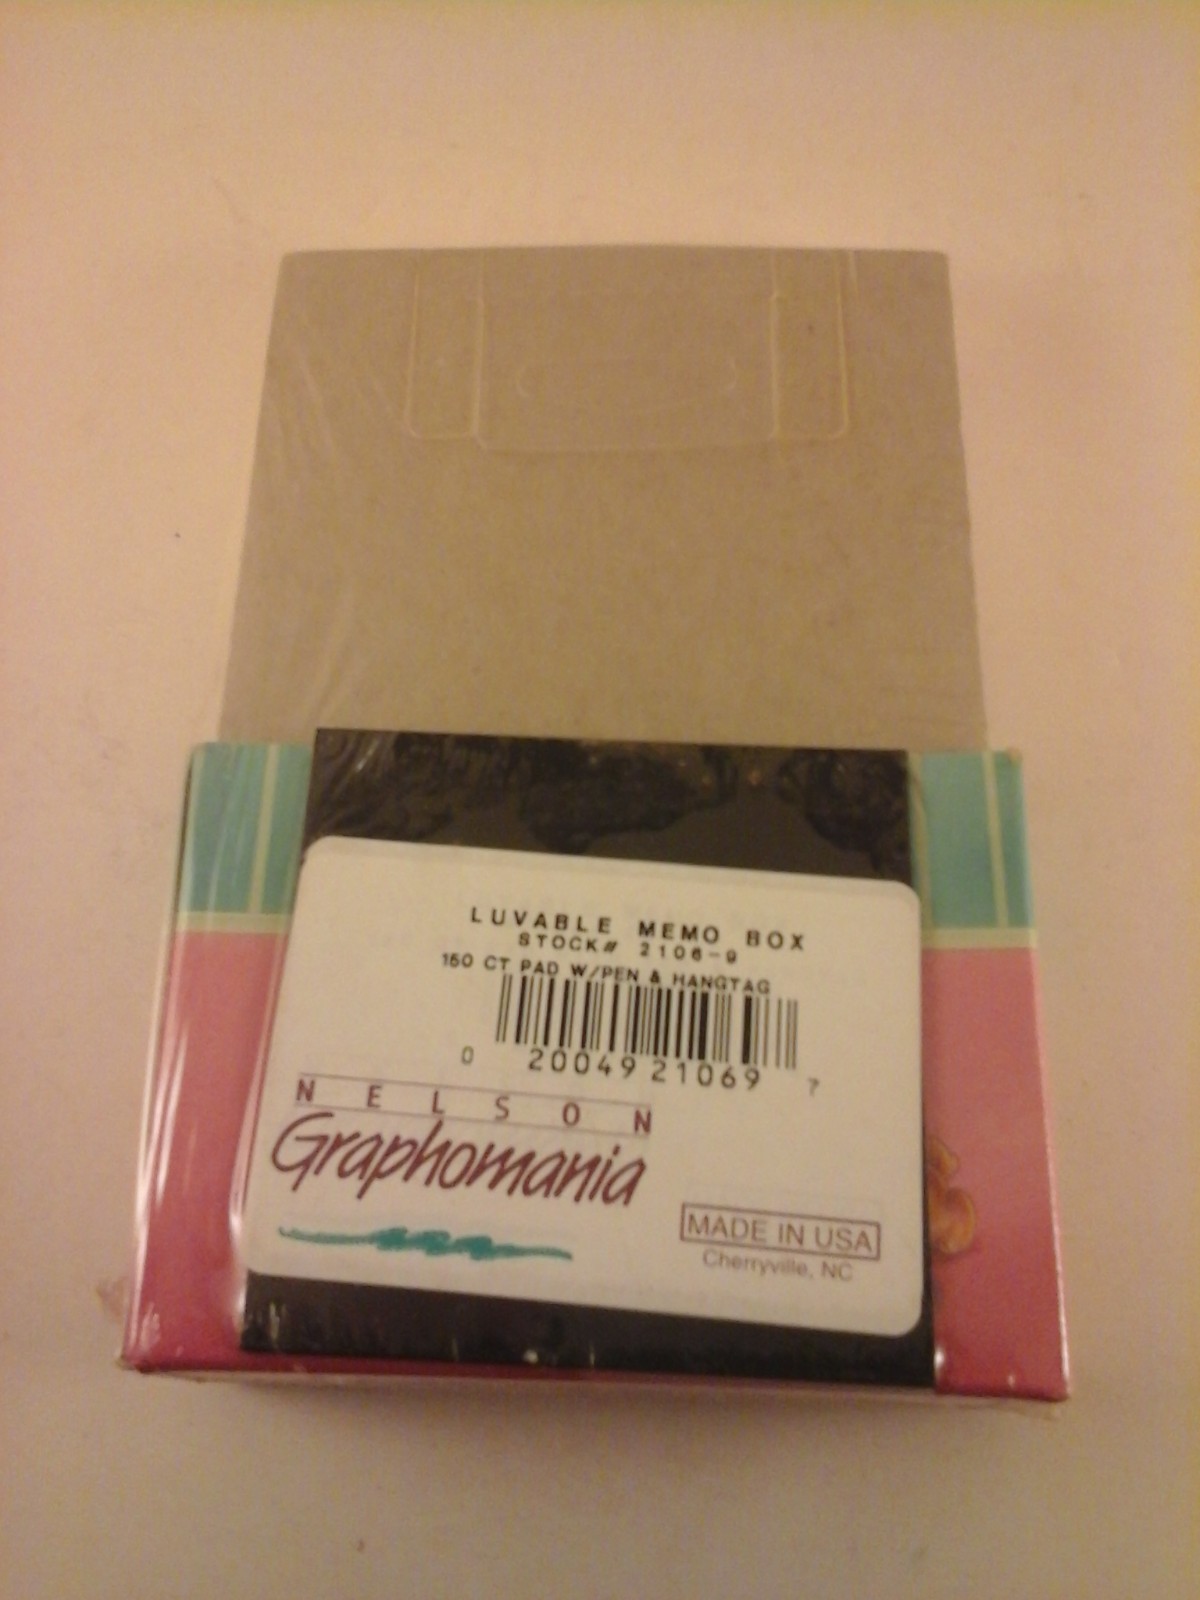 LUVABLE MEMO BOX
STOCK# 2106-9
150 CT PAD W/PEN & HANGTAG
0 20049 21069 7
NELSON
Graphomania
MADE IN USA
Cherryville, NC